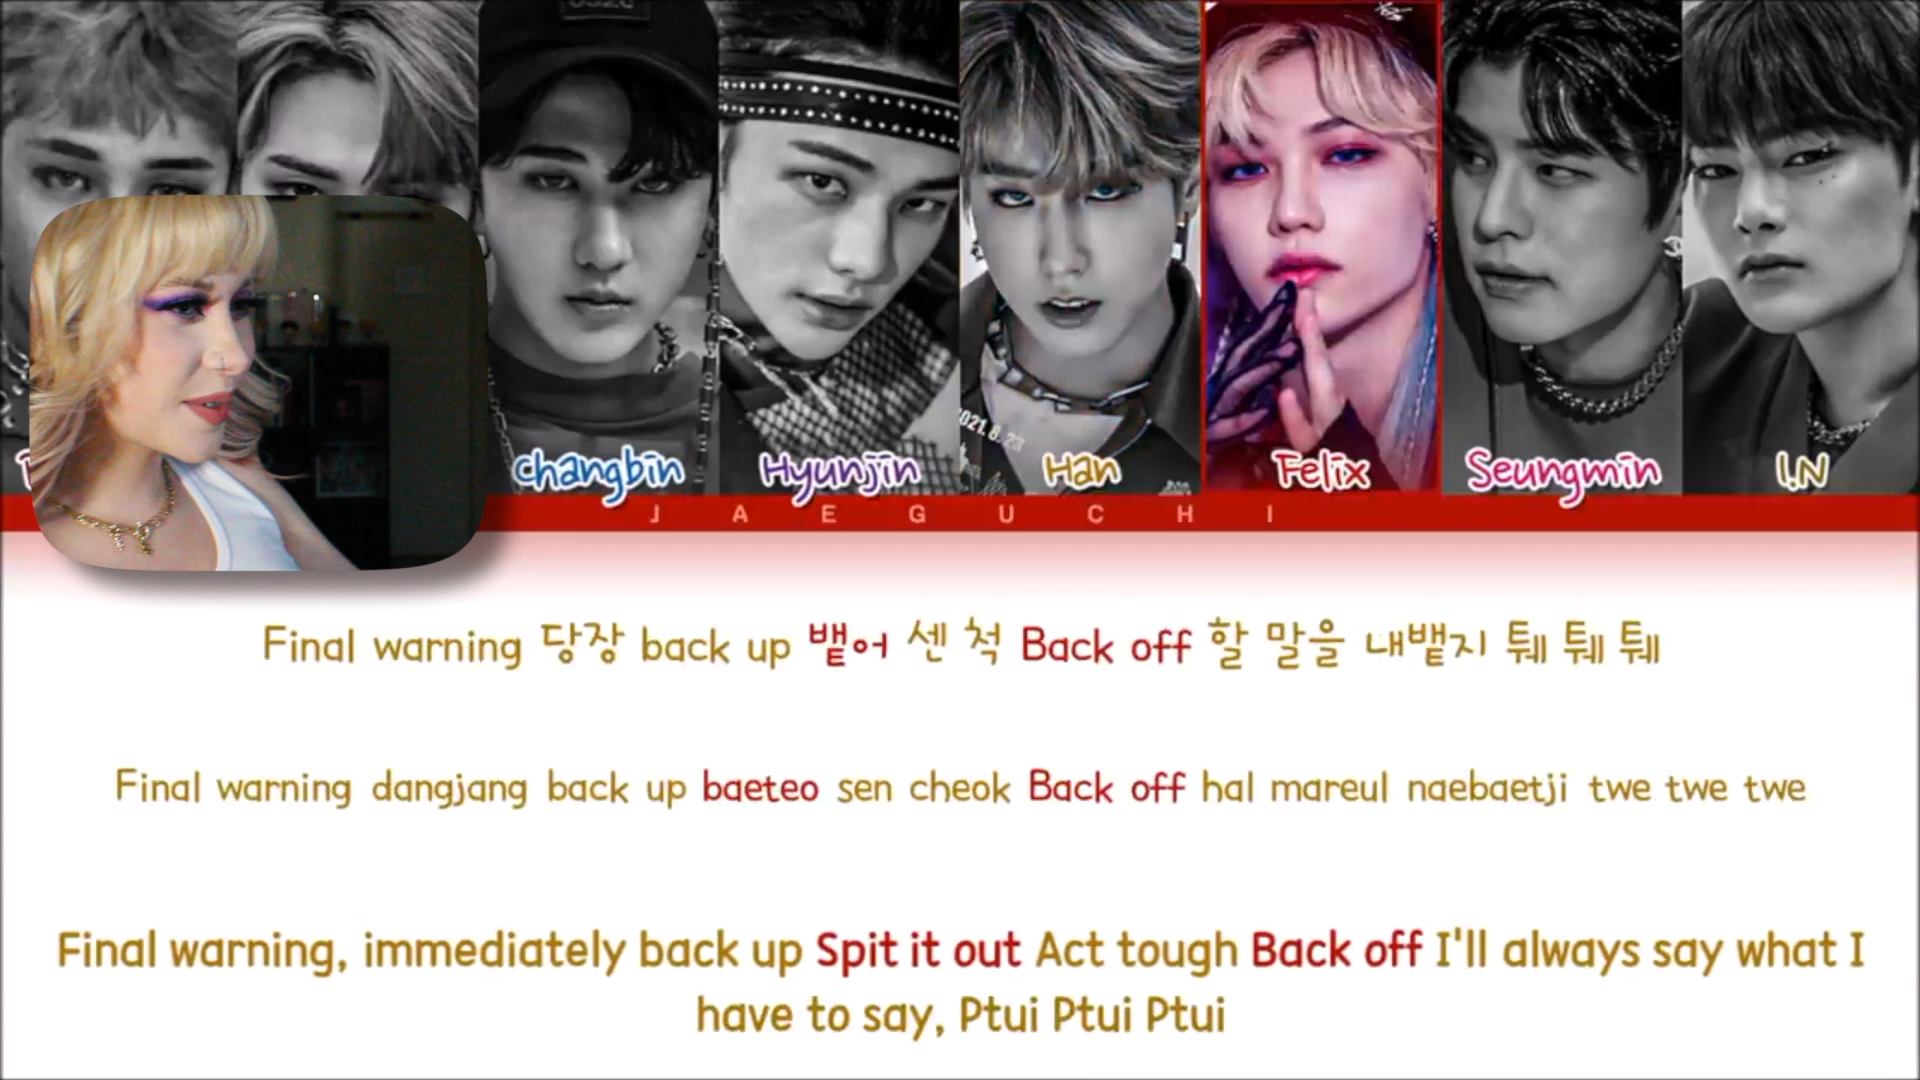 Changbin Hyunjin Han Felix Seungmin I.N
JAEGUCHI
Final warning 당장 back up 뱉어 센 척 Back off 할 말을 내뱉지 퉤 퉤 퉤
Final warning dangjang back up baeteo sen cheok Back off hal mareul naebaetji twe twe twe
Final warning, immediately back up Spit it out Act tough Back off I'll always say what I
have to say, Ptui Ptui Ptui